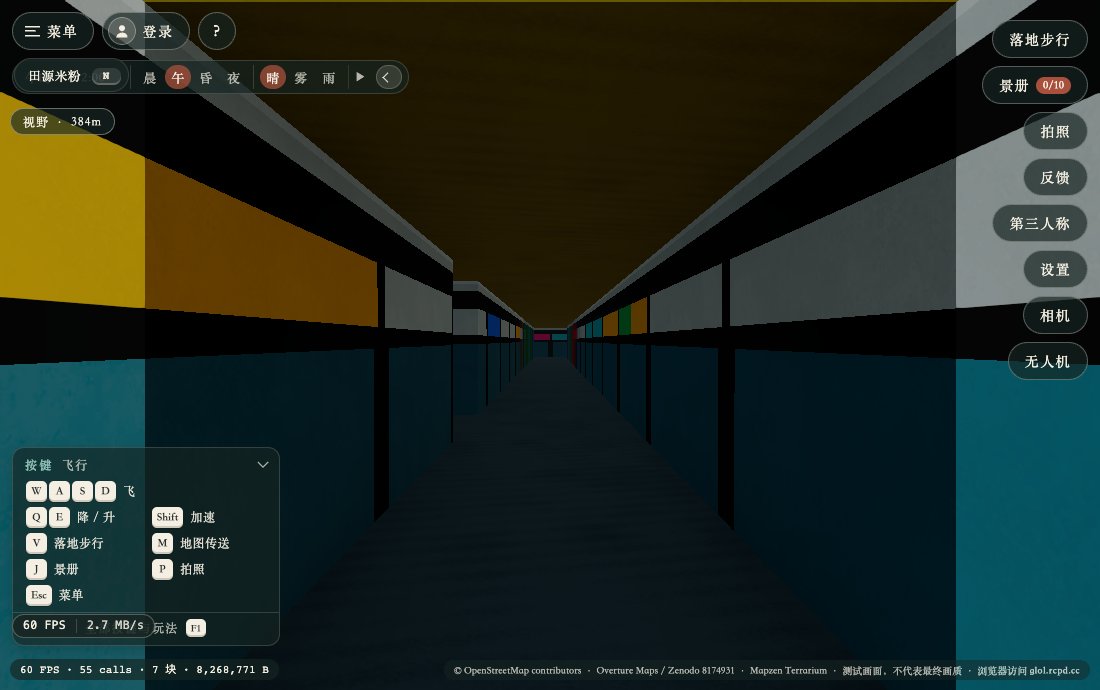 菜单
登录
?
田源米粉 N
晨 午 昏 夜 晴 雾 雨
视野 · 384m
落地步行
景册 0/10
拍照
反馈
第三人称
设置
相机
无人机
按键 飞行
W A S D 飞
Q E 降 / 升 Shift 加速
V 落地步行 M 地图传送
J 景册 P 拍照
Esc 菜单
玩法 F1
60 FPS | 2.7 MB/s
60 FPS · 55 calls · 7 块 · 8,268,771 B
© OpenStreetMap contributors · Overture Maps / Zenodo 8174931 · Mapzen Terrarium · 测试画面，不代表最终画质 · 浏览器访问 glol.rcpd.cc